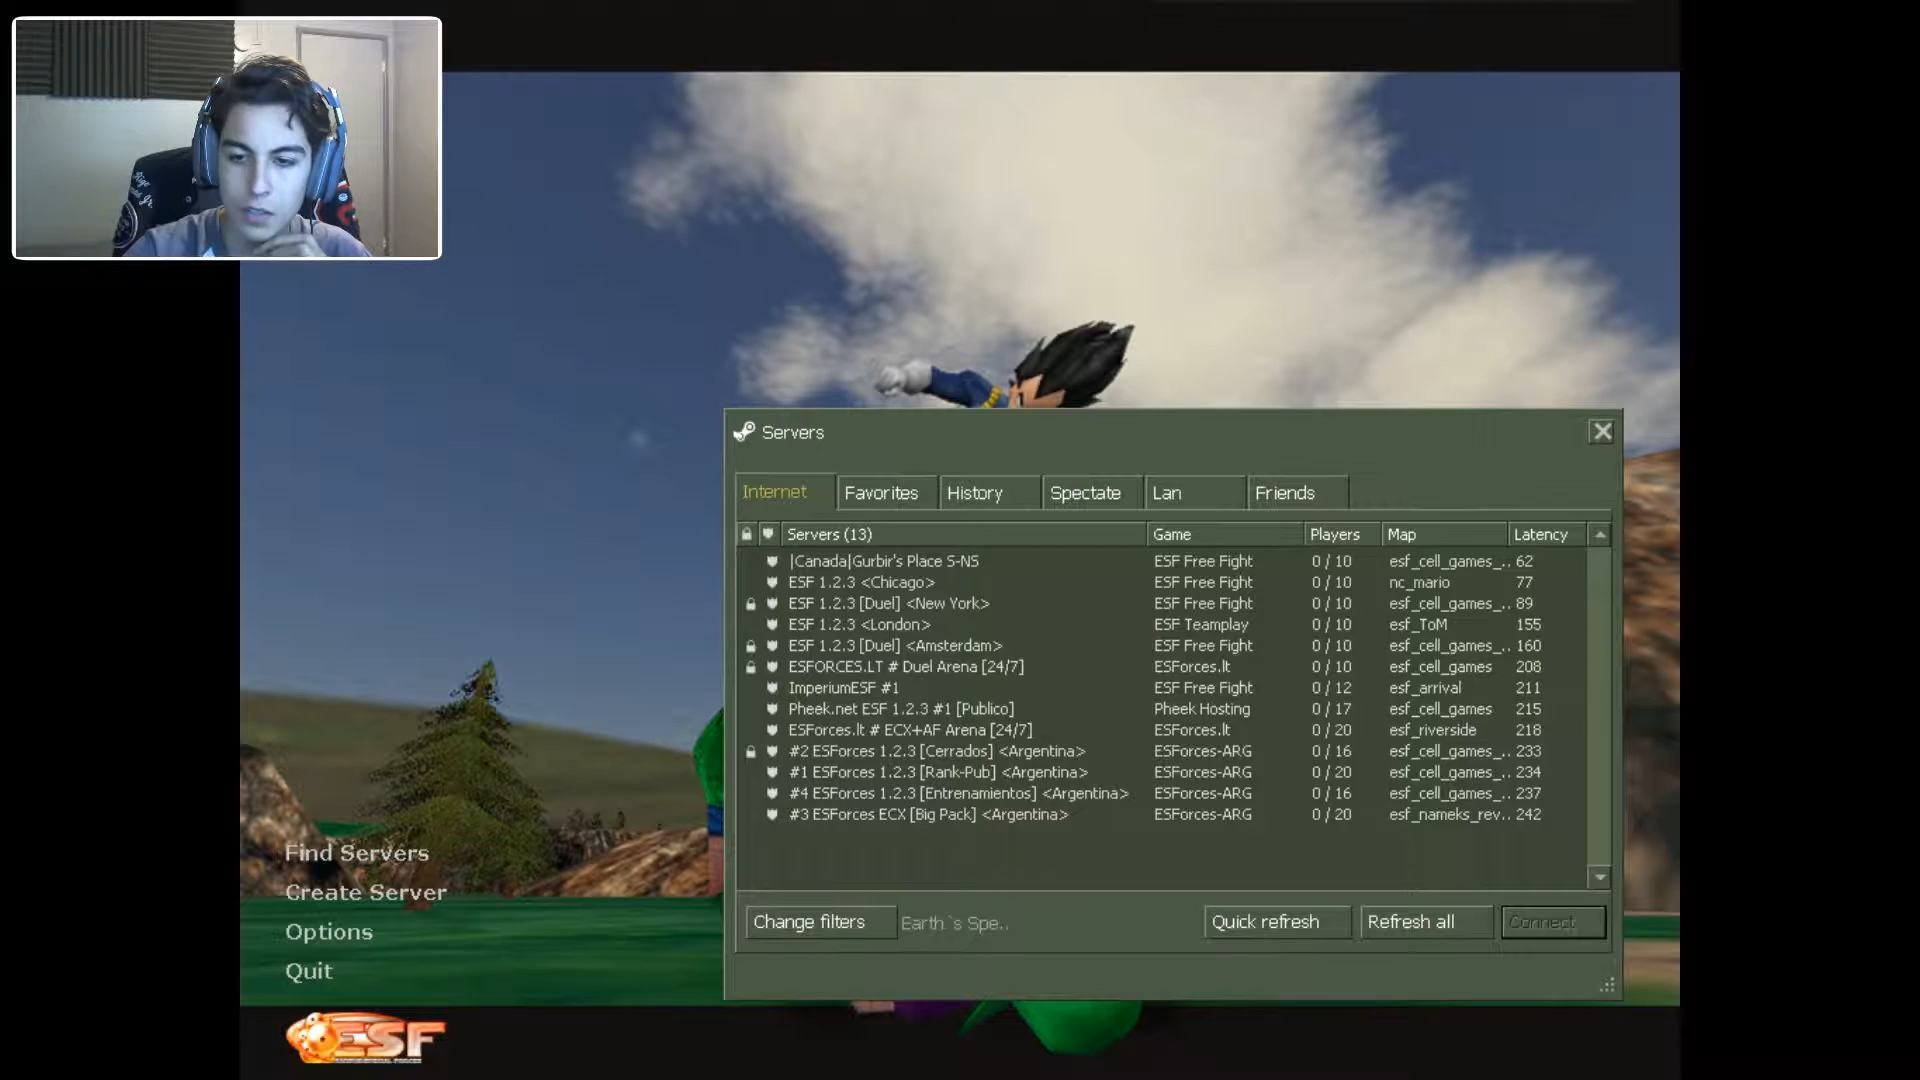 Servers
Internet Favorites History Spectate Lan Friends
Servers (13) Game Players Map Latency
|Canada|Gurbir's Place S-NS ESF Free Fight 0 / 10 esf_cell_games_.. 62
ESF 1.2.3 <Chicago> ESF Free Fight 0 / 10 nc_mario 77
ESF 1.2.3 [Duel] <New York> ESF Free Fight 0 / 10 esf_cell_games_.. 89
ESF 1.2.3 <London> ESF Teamplay 0 / 10 esf_ToM 155
ESF 1.2.3 [Duel] <Amsterdam> ESF Free Fight 0 / 10 esf_cell_games_.. 160
ESFORCES.LT # Duel Arena [24/7] ESForces.lt 0 / 10 esf_cell_games 208
ImperiumESF #1 ESF Free Fight 0 / 12 esf_arrival 211
Pheek.net ESF 1.2.3 #1 [Publico] Pheek Hosting 0 / 17 esf_cell_games 215
ESForces.lt # ECX+AF Arena [24/7] ESForces.lt 0 / 20 esf_riverside 218
#2 ESForces 1.2.3 [Cerrados] <Argentina> ESForces-ARG 0 / 16 esf_cell_games_.. 233
#1 ESForces 1.2.3 [Rank-Pub] <Argentina> ESForces-ARG 0 / 20 esf_cell_games_.. 234
#4 ESForces 1.2.3 [Entrenamientos] <Argentina> ESForces-ARG 0 / 16 esf_cell_games_.. 237
#3 ESForces ECX [Big Pack] <Argentina> ESForces-ARG 0 / 20 esf_nameks_rev.. 242
Change filters Earth`s Spe.. Quick refresh Refresh all Connect
Find Servers
Create Server
Options
Quit
ESF